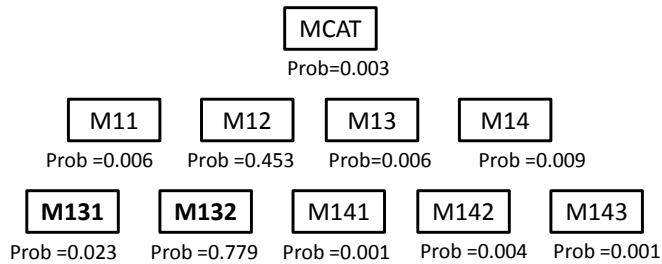 MCAT
Prob=0.003
M11 M12 M13 M14
Prob =0.006 Prob =0.453 Prob=0.006 Prob =0.009
M131 M132 M141 M142 M143
Prob =0.023 Prob =0.779 Prob =0.001 Prob =0.004 Prob =0.001